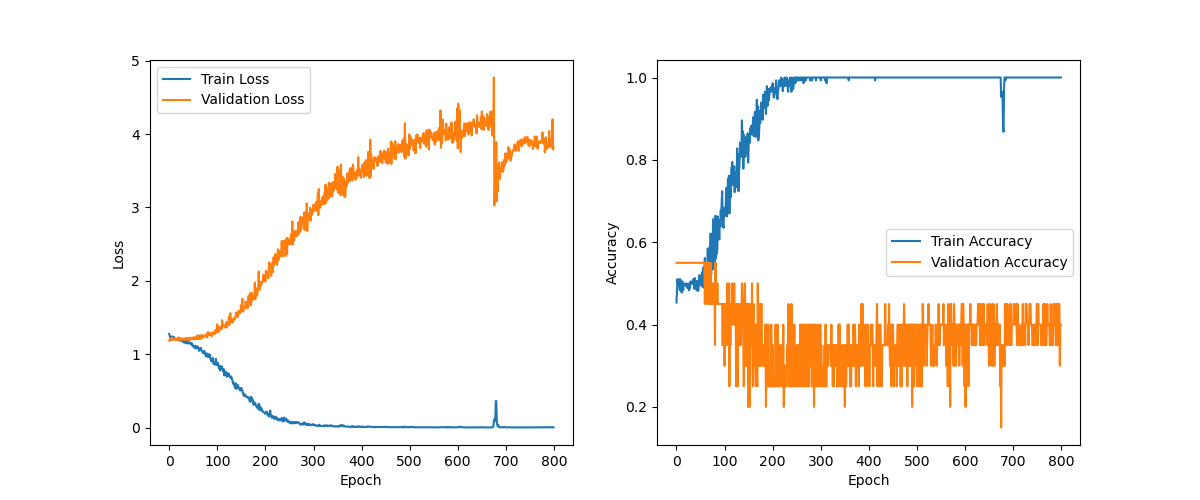 5
4
3
2
1
0
Loss
Train Loss
Validation Loss
0 100 200 300 400 500 600 700 800
Epoch
1.0
0.8
0.6
0.4
0.2
Accuracy
Train Accuracy
Validation Accuracy
0 100 200 300 400 500 600 700 800
Epoch